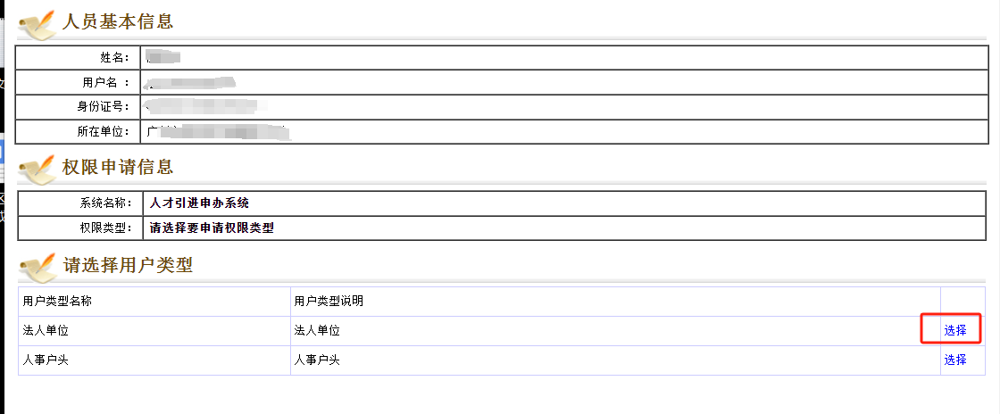 人员基本信息
姓名：
用户名 ：
身份证号：
所在单位： 广
权限申请信息
系统名称： 人才引进申办系统
权限类型： 请选择要申请权限类型
请选择用户类型
用户类型名称 用户类型说明
法人单位 法人单位 选择
人事户头 人事户头 选择